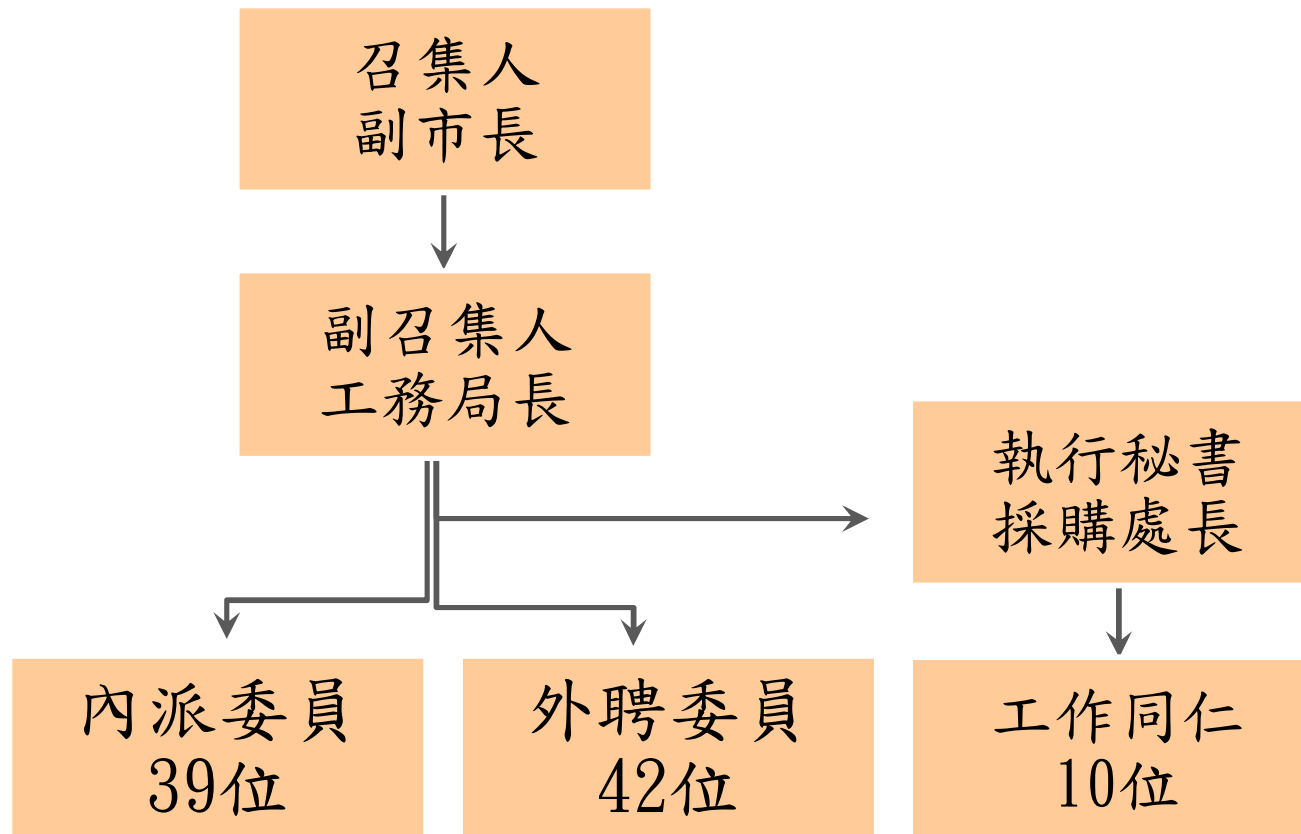 召集人
副市長
副召集人
工務局長
執行秘書
採購處長
內派委員
39位
外聘委員
42位
工作同仁
10位